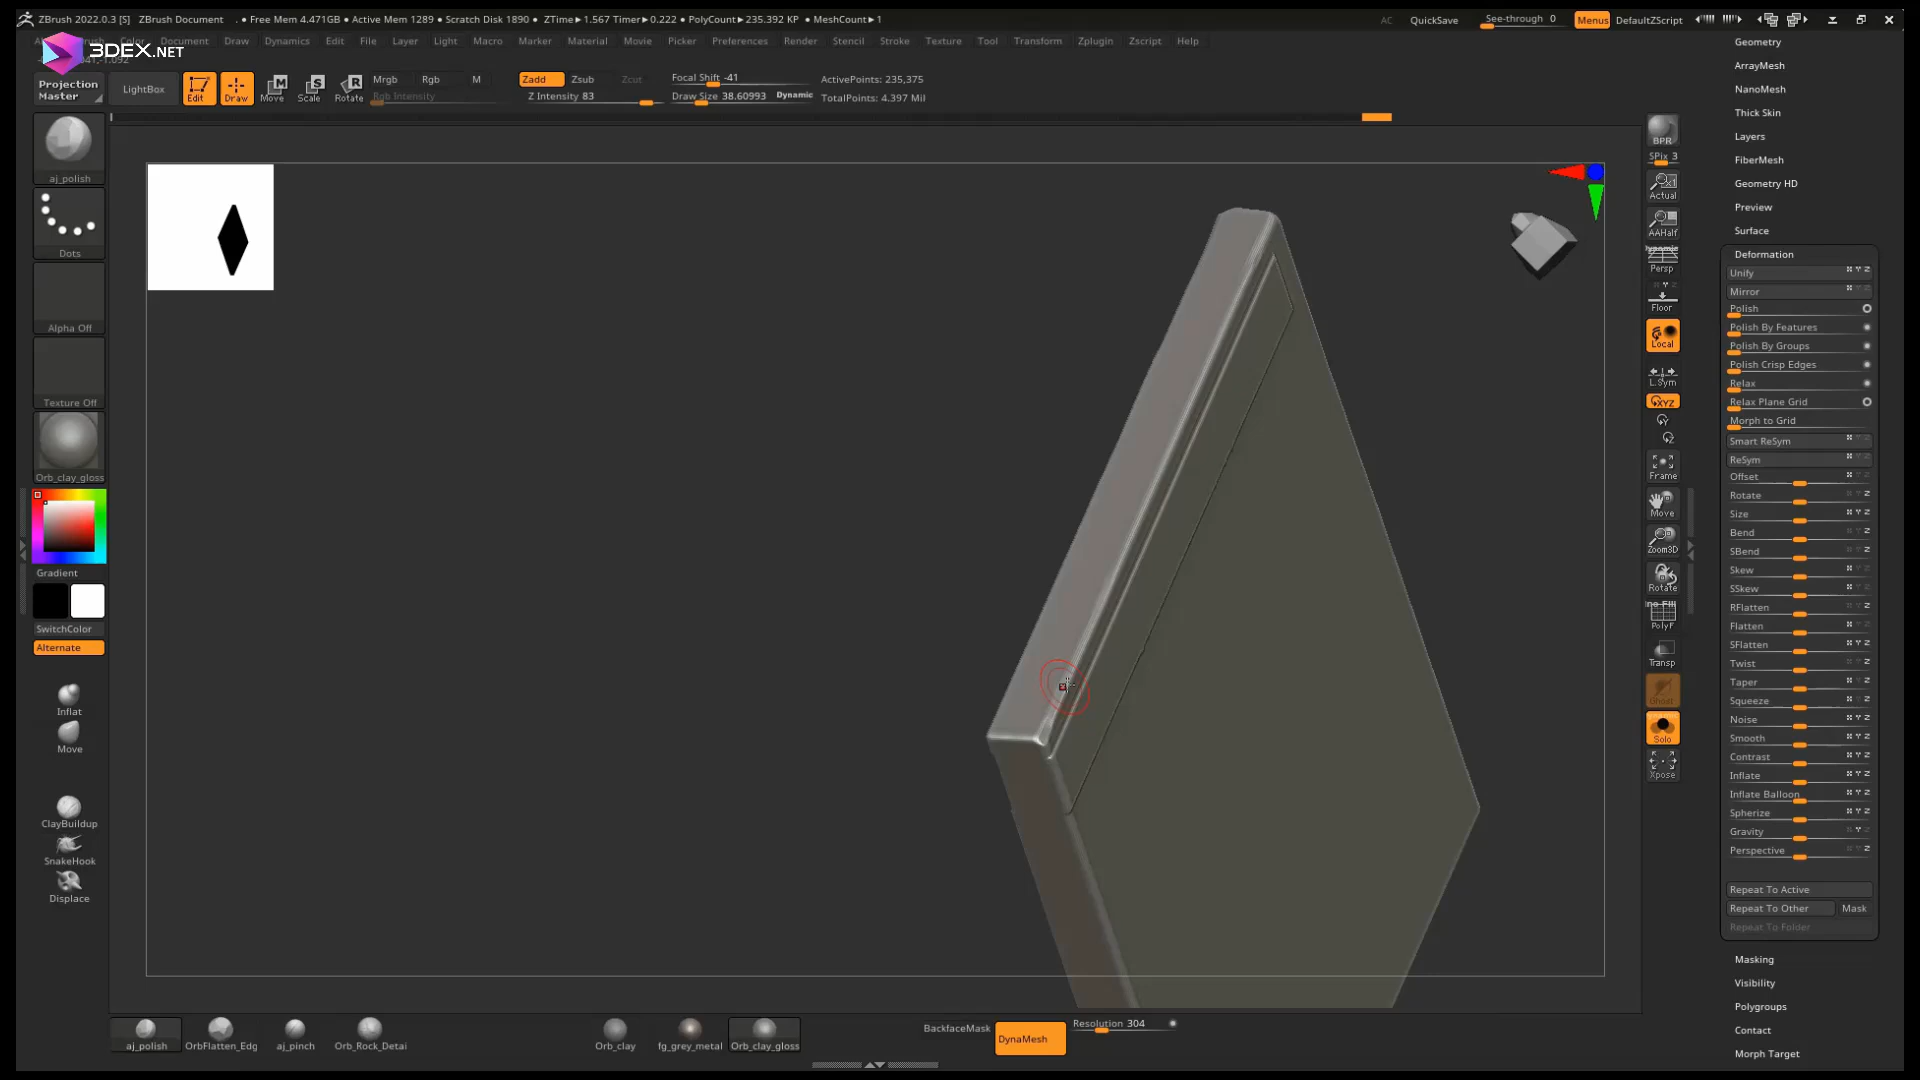 ZBrush 2022.0.3 [S] ZBrush Document . • Free Mem 4.471GB • Active Mem 1289 • Scratch Disk 1890 • ZTime►1.567 Timer►0.222 • PolyCount►235.392 KP • MeshCount►1 AC QuickSave See-through 0 Menus DefaultZScript
3DEX.NET
Document Draw Dynamics Edit File Layer Light Macro Marker Material Movie Picker Preferences Render Stencil Stroke Texture Tool Transform Zplugin Zscript Help
Projection
Master
LightBox
Edit
Draw
Move
Scale
Rotate
Mrgb Rgb M
Rgb Intensity
Zadd Zsub Zcut
Z Intensity 83
Focal Shift -41
Draw Size 38.60993 Dynamic
ActivePoints: 235,375
TotalPoints: 4.397 Mil
aj_polish
Dots
Alpha Off
Texture Off
Orb_clay_gloss
Gradient
SwitchColor
Alternate
Inflat
Move
ClayBuildup
SnakeHook
Displace
BPR
SPix 3
Actual
AAHalf
Dynamic
Persp
Floor
Local
L.Sym
XYZ
Frame
Move
Zoom3D
Rotate
PolyF
Transp
Ghost
Solo
Xpose
Geometry
ArrayMesh
NanoMesh
Thick Skin
Layers
FiberMesh
Geometry HD
Preview
Surface
Deformation
Unify
Mirror
Polish
Polish By Features
Polish By Groups
Polish Crisp Edges
Relax
Relax Plane Grid
Morph to Grid
Smart ReSym
ReSym
Offset
Rotate
Size
Bend
SBend
Skew
SSkew
RFlatten
Flatten
SFlatten
Twist
Taper
Squeeze
Noise
Smooth
Contrast
Inflate
Inflate Balloon
Spherize
Gravity
Perspective
Repeat To Active
Repeat To Other Mask
Repeat To Folder
Masking
Visibility
Polygroups
Contact
Morph Target
aj_polish OrbFlatten_Edg aj_pinch Orb_Rock_Detai Orb_clay fg_grey_metal Orb_clay_gloss
BackfaceMask
DynaMesh
Resolution 304